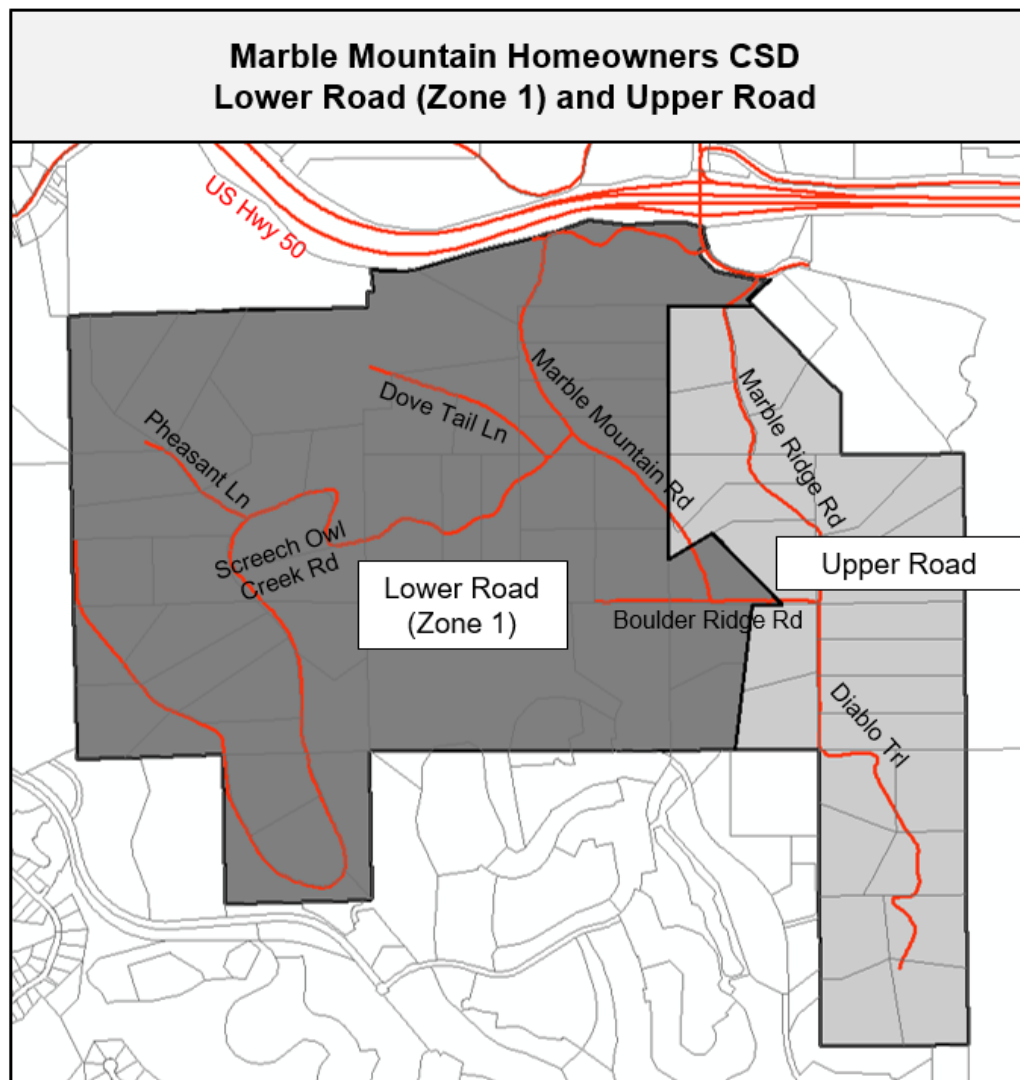 Marble Mountain Homeowners CSD
Lower Road (Zone 1) and Upper Road
US Hwy 50
Marble Mountain Rd
Dove Tail Ln
Marble Ridge Rd
Pheasant Ln
Screech Owl
Creek Rd
Upper Road
Lower Road
(Zone 1)
Boulder Ridge Rd
Diablo Trl